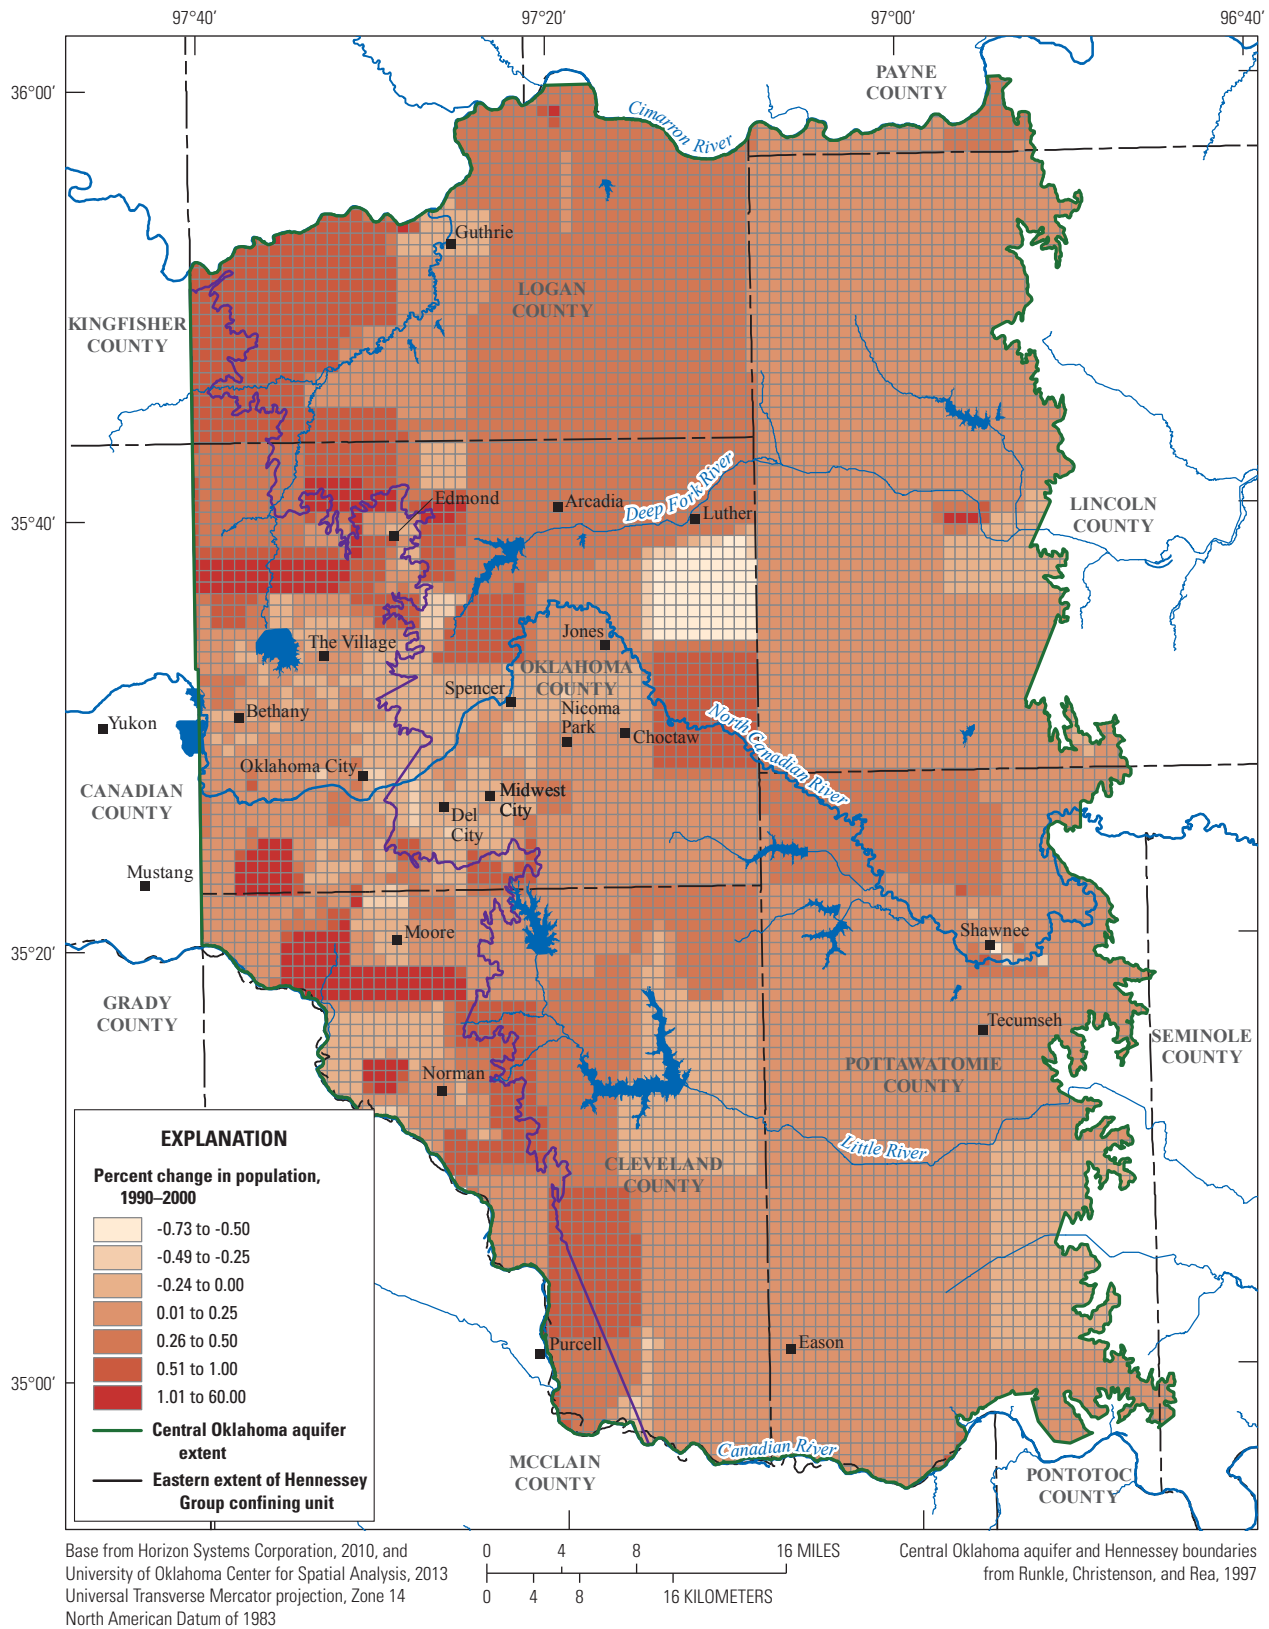 97°40′
97°20′
97°00′
96°40′
36°00′
35°40′
35°20′
35°00′
PAYNE
COUNTY
Cimarron River
Guthrie
LOGAN
COUNTY
KINGFISHER
COUNTY
Edmond
Arcadia
Deep Fork River
Luther
LINCOLN
COUNTY
Jones
The Village
OKLAHOMA
COUNTY
Spencer
Nicoma
Park
Choctaw
North Canadian River
Bethany
Yukon
Oklahoma City
CANADIAN
COUNTY
Midwest
City
Del
City
Mustang
Moore
Shawnee
GRADY
COUNTY
Tecumseh
SEMINOLE
COUNTY
POTTAWATOMIE
COUNTY
Norman
Little River
CLEVELAND
COUNTY
Purcell
Eason
Canadian River
MCCLAIN
COUNTY
PONTOTOC
COUNTY
EXPLANATION
Percent change in population,
1990–2000
-0.73 to -0.50
-0.49 to -0.25
-0.24 to 0.00
0.01 to 0.25
0.26 to 0.50
0.51 to 1.00
1.01 to 60.00
Central Oklahoma aquifer
extent
Eastern extent of Hennessey
Group confining unit
Base from Horizon Systems Corporation, 2010, and
University of Oklahoma Center for Spatial Analysis, 2013
Universal Transverse Mercator projection, Zone 14
North American Datum of 1983
0 4 8 16 MILES
0 4 8 16 KILOMETERS
Central Oklahoma aquifer and Hennessey boundaries
from Runkle, Christenson, and Rea, 1997